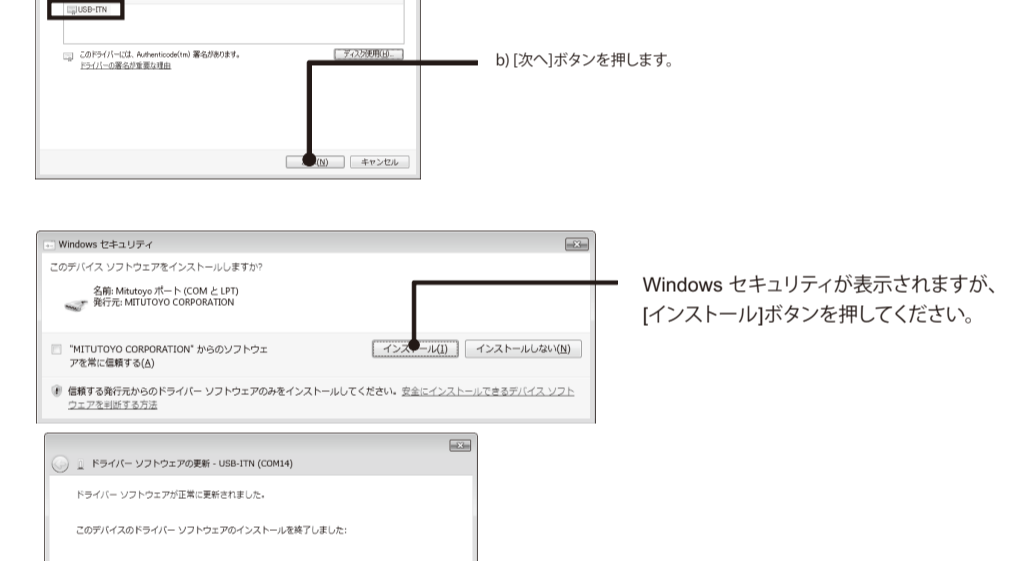 USB-ITN
このドライバーには、Authenticode(tm) 署名があります。
ドライバーの署名が重要な理由
ディスク使用(H)...
b) [次へ]ボタンを押します。
(N)
キャンセル
Windows セキュリティ
このデバイス ソフトウェアをインストールしますか?
名前: Mitutoyo ポート (COM と LPT)
発行元: MITUTOYO CORPORATION
Windows セキュリティが表示されますが、
[インストール]ボタンを押してください。
"MITUTOYO CORPORATION" からのソフトウェ
アを常に信頼する(A)
インストール(I)
インストールしない(N)
信頼する発行元からのドライバー ソフトウェアのみをインストールしてください。安全にインストールできるデバイス ソフト
ウェアを判断する方法
ドライバー ソフトウェアの更新 - USB-ITN (COM14)
ドライバー ソフトウェアが正常に更新されました。
このデバイスのドライバー ソフトウェアのインストールを終了しました: